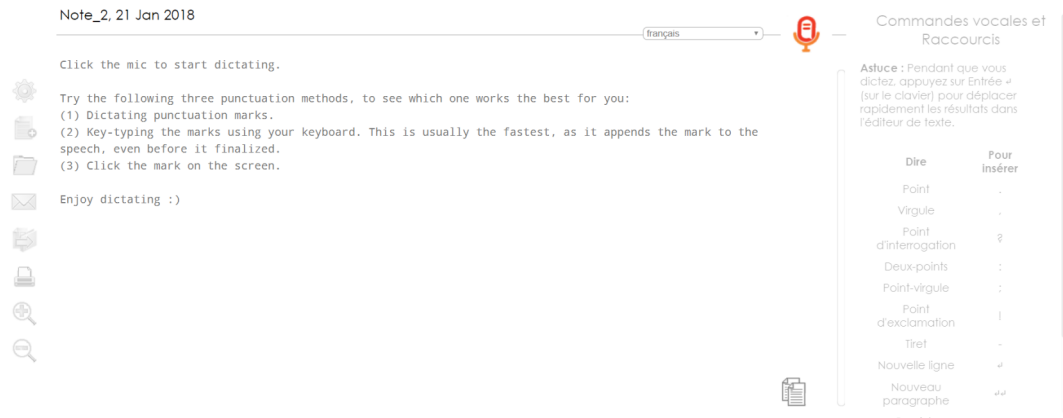 Note_2, 21 Jan 2018
français
Click the mic to start dictating.
Try the following three punctuation methods, to see which one works the best for you:
(1) Dictating punctuation marks.
(2) Key-typing the marks using your keyboard. This is usually the fastest, as it appends the mark to the
speech, even before it finalized.
(3) Click the mark on the screen.
Enjoy dictating :)
Commandes vocales et
Raccourcis
Astuce : Pendant que vous
dictez, appuyez sur Entrée ↵
(sur le clavier) pour déplacer
rapidement les résultats dans
l'éditeur de texte.
Dire Pour insérer
Point .
Virgule ,
Point d'interrogation ?
Deux-points :
Point-virgule ;
Point d'exclamation !
Tiret -
Nouvelle ligne ↵
Nouveau paragraphe ↵↵